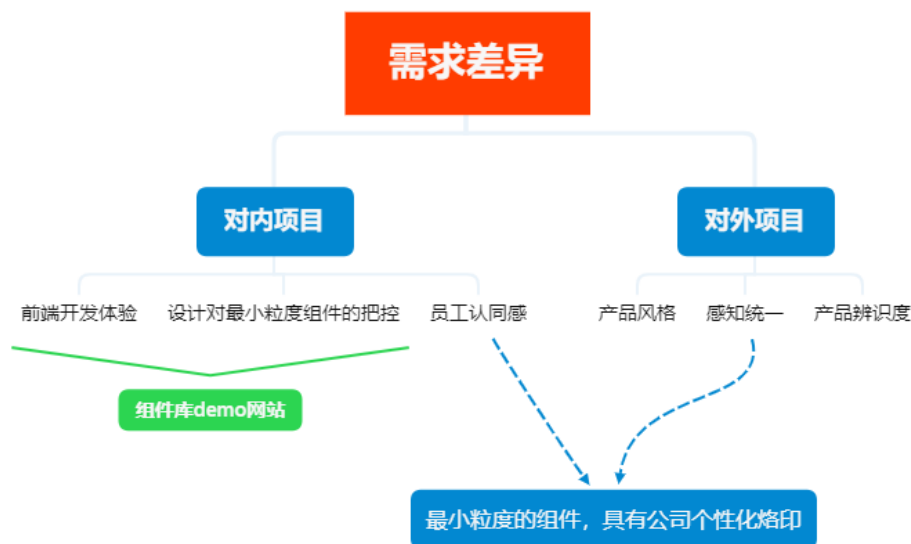 需求差异
对内项目
对外项目
前端开发体验
设计对最小粒度组件的把控
员工认同感
产品风格
感知统一
产品辨识度
组件库demo网站
最小粒度的组件，具有公司个性化烙印